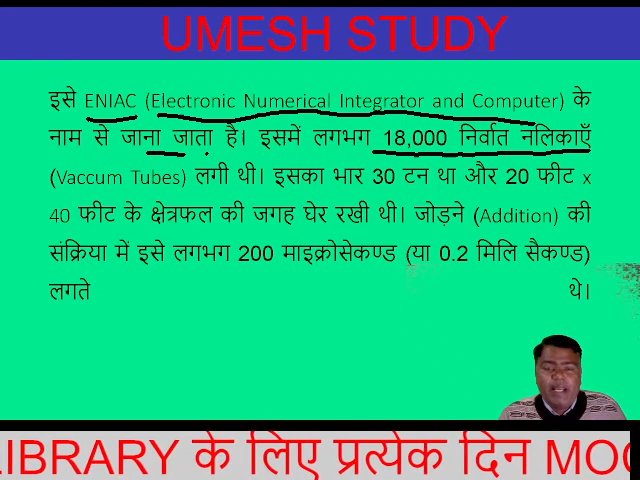 UMESH STUDY
इसे ENIAC (Electronic Numerical Integrator and Computer) के
नाम से जाना जाता है। इसमें लगभग 18,000 निर्वात नलिकाएँ
(Vaccum Tubes) लगी थी। इसका भार 30 टन था और 20 फीट x
40 फीट के क्षेत्रफल की जगह घेर रखी थी। जोड़ने (Addition) की
संक्रिया में इसे लगभग 200 माइक्रोसेकण्ड (या 0.2 मिलि सैकण्ड)
लगते थे।
LIBRARY के लिए प्रत्येक दिन MOC